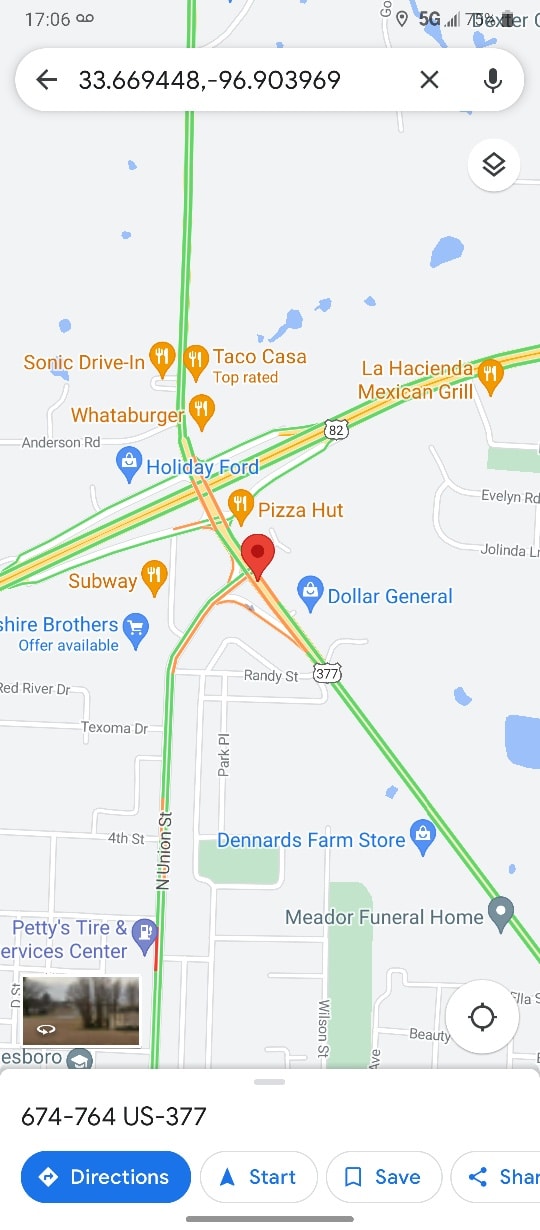 17:06 5G 75%
Dexter C
Go
33.669448,-96.903969
Sonic Drive-In
Taco Casa
Top rated
La Hacienda
Mexican Grill
Whataburger
82
Anderson Rd
Holiday Ford
Evelyn Rd
Pizza Hut
Jolinda Ln
Subway
Dollar General
shire Brothers
Offer available
Randy St
377
Red River Dr
Texoma Dr
Park Pl
4th St
N Union St
Dennards Farm Store
Meador Funeral Home
Petty's Tire &
ervices Center
D St
Wilson St
Ella S
Beauty
Ave
esboro
674-764 US-377
Directions
Start
Save
Shar